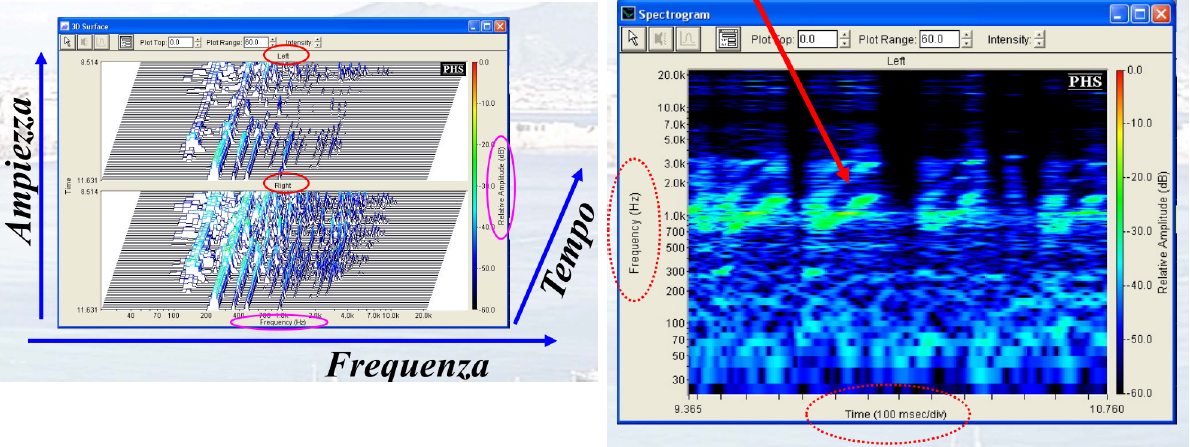 3D Surface
Plot Top: 0.0 Plot Range: 60.0 Intensity:
Left
8.514
11.631
PHS
Right
8.514
11.631
Time
40 70 100 200 400 700 1.0k 2.0k 4.0k 7.0k 10.0k 20.0k
Frequency (Hz)
0.0
-10.0
-20.0
-30.0
-40.0
-50.0
-60.0
Relative Amplitude (dB)
Ampiezza
Tempo
Frequenza
Spectrogram
Plot Top: 0.0 Plot Range: 60.0 Intensity:
Left
PHS
20.0k
10.0k
7.0k
5.0k
3.0k
2.0k
1.0k
700
500
300
200
100
70
50
30
Frequency (Hz)
9.365
10.760
Time (100 msec/div)
0.0
-10.0
-20.0
-30.0
-40.0
-50.0
-60.0
Relative Amplitude (dB)